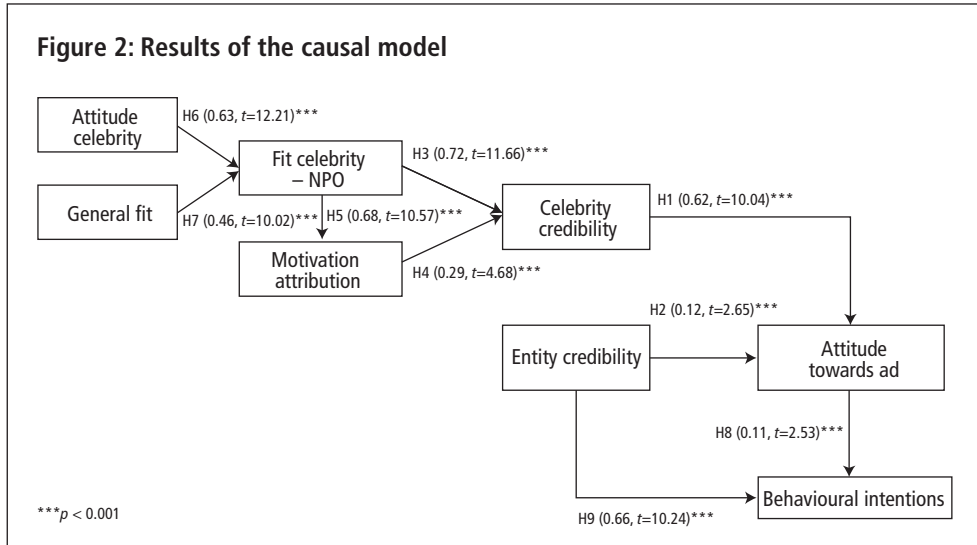 Figure 2: Results of the causal model
Attitude
celebrity
H6 (0.63, t=12.21)***
General fit
H7 (0.46, t=10.02)***
Fit celebrity
– NPO
H3 (0.72, t=11.66)***
H5 (0.68, t=10.57)***
Motivation
attribution
H4 (0.29, t=4.68)***
Celebrity
credibility
H1 (0.62, t=10.04)***
Entity credibility
H2 (0.12, t=2.65)***
Attitude
towards ad
H8 (0.11, t=2.53)***
Behavioural intentions
H9 (0.66, t=10.24)***
***p < 0.001